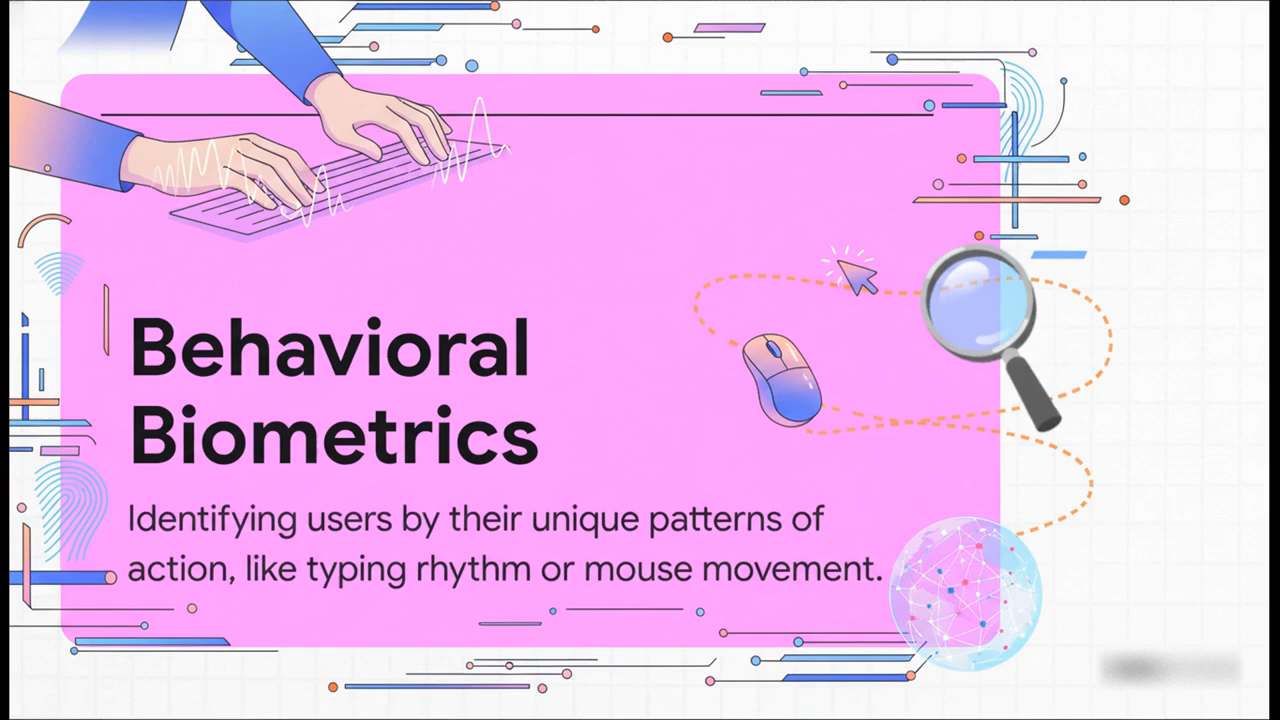 Behavioral
Biometrics
Identifying users by their unique patterns of
action, like typing rhythm or mouse movement.